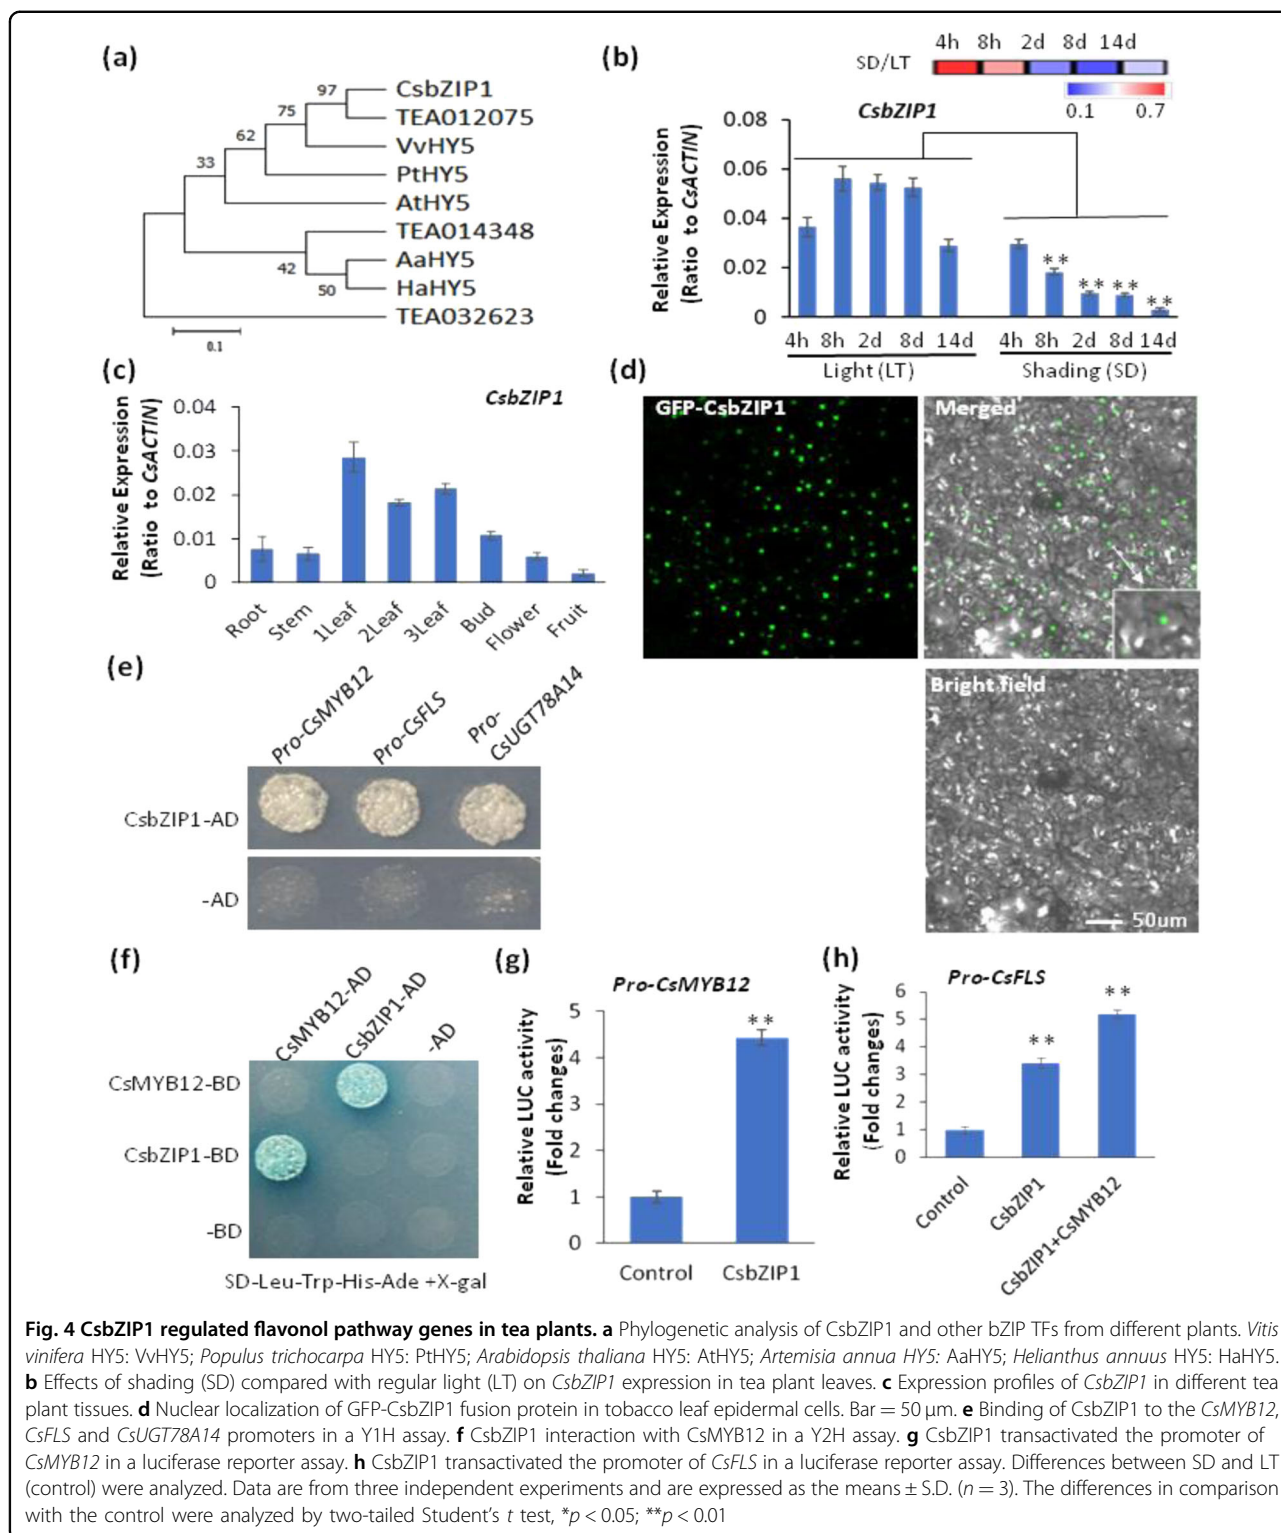 (a)
97
CsbZIP1
75
TEA012075
62
VvHY5
33
PtHY5
AtHY5
TEA014348
42
AaHY5
50
HaHY5
TEA032623
0.1
(b)
4h 8h 2d 8d 14d
SD/LT
0.1 0.7
CsbZIP1
Relative Expression
(Ratio to CsACTIN)
0.08
0.06
0.04
0.02
0
** ** ** **
4h 8h 2d 8d 14d 4h 8h 2d 8d 14d
Light (LT) Shading (SD)
(c)
CsbZIP1
Relative Expression
(Ratio to CsACTIN)
0.04
0.03
0.02
0.01
0
Root Stem 1Leaf 2Leaf 3Leaf Bud Flower Fruit
(d)
GFP-CsbZIP1 Merged
Bright field
50um
(e)
Pro-CsMYB12 Pro-CsFLS Pro-
CsUGT78A14
CsbZIP1-AD
-AD
(f)
CsMYB12-AD CsbZIP1-AD -AD
CsMYB12-BD
CsbZIP1-BD
-BD
SD-Leu-Trp-His-Ade +X-gal
(g)
Pro-CsMYB12
Relative LUC activity
(Fold changes)
5
4
3
2
1
0
**
Control CsbZIP1
(h)
Pro-CsFLS
Relative LUC activity
(Fold changes)
6
5
4
3
2
1
0
** **
Control CsbZIP1 CsbZIP1+CsMYB12
Fig. 4 CsbZIP1 regulated flavonol pathway genes in tea plants. a Phylogenetic analysis of CsbZIP1 and other bZIP TFs from different plants. Vitis
vinifera HY5: VvHY5; Populus trichocarpa HY5: PtHY5; Arabidopsis thaliana HY5: AtHY5; Artemisia annua HY5: AaHY5; Helianthus annuus HY5: HaHY5.
b Effects of shading (SD) compared with regular light (LT) on CsbZIP1 expression in tea plant leaves. c Expression profiles of CsbZIP1 in different tea
plant tissues. d Nuclear localization of GFP-CsbZIP1 fusion protein in tobacco leaf epidermal cells. Bar = 50 μm. e Binding of CsbZIP1 to the CsMYB12,
CsFLS and CsUGT78A14 promoters in a Y1H assay. f CsbZIP1 interaction with CsMYB12 in a Y2H assay. g CsbZIP1 transactivated the promoter of
CsMYB12 in a luciferase reporter assay. h CsbZIP1 transactivated the promoter of CsFLS in a luciferase reporter assay. Differences between SD and LT
(control) were analyzed. Data are from three independent experiments and are expressed as the means ± S.D. (n = 3). The differences in comparison
with the control were analyzed by two-tailed Student's t test, *p < 0.05; **p < 0.01